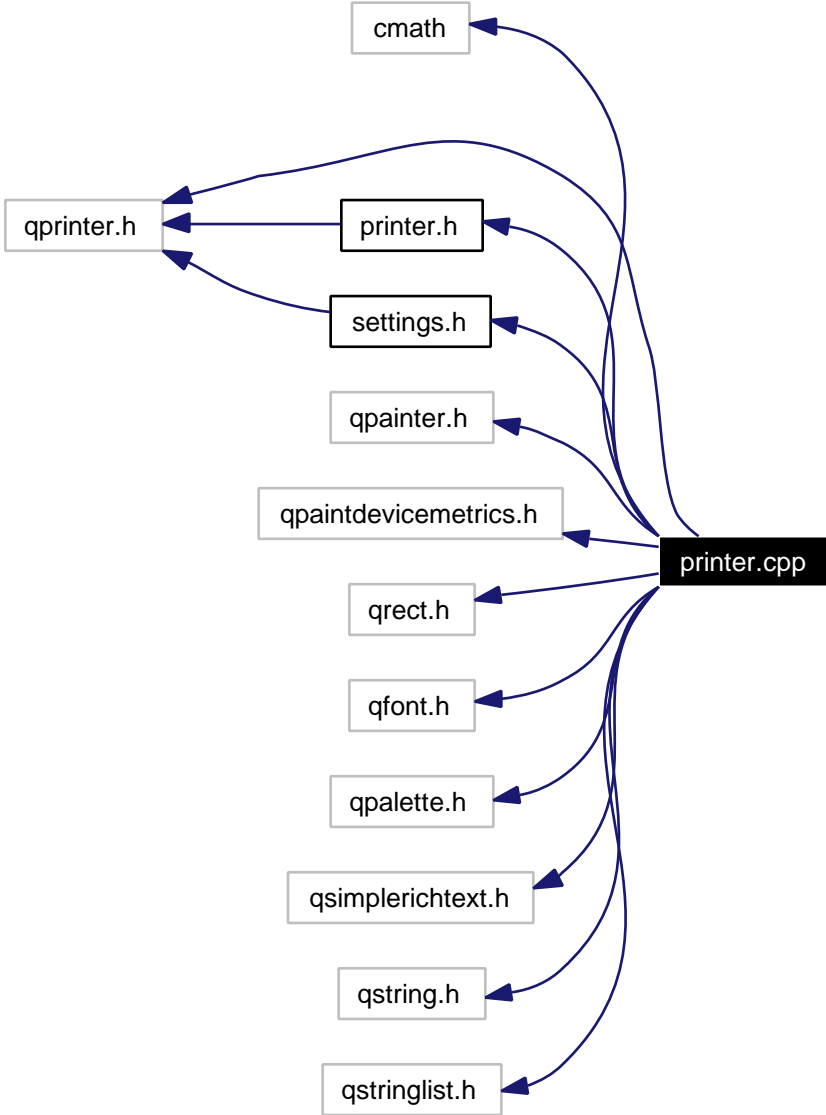 cmath
qprinter.h
printer.h
settings.h
qpainter.h
qpaintdevicemetrics.h
printer.cpp
qrect.h
qfont.h
qpalette.h
qsimplerichtext.h
qstring.h
qstringlist.h